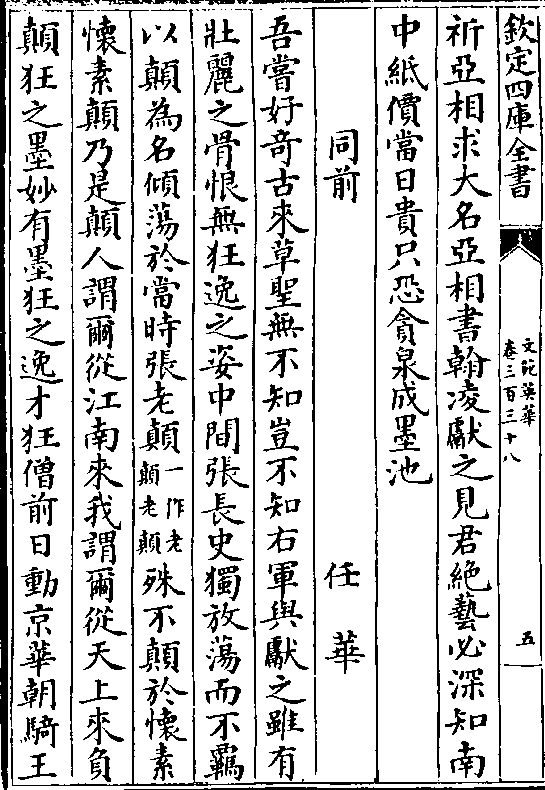 欽定四庫全書
文苑英華
卷三百三十八
五
祈亞相求大名亞相書翰凌獻之見君絶藝必深知南
中紙價當日貴只恐貪泉成墨池
同前
任華
吾嘗好奇古來草聖無不知豈不知右軍與獻之雖有
壯麗之骨恨無狂逸之姿中間張長史獨放蕩而不羈
以顛為名傾蕩於當時張老顛一作老顛老顛殊不顛於懷素
懷素顛乃是顛人謂爾從江南來我謂爾從天上來負
顛狂之墨妙有墨狂之逸才狂僧前日動京華朝騎王